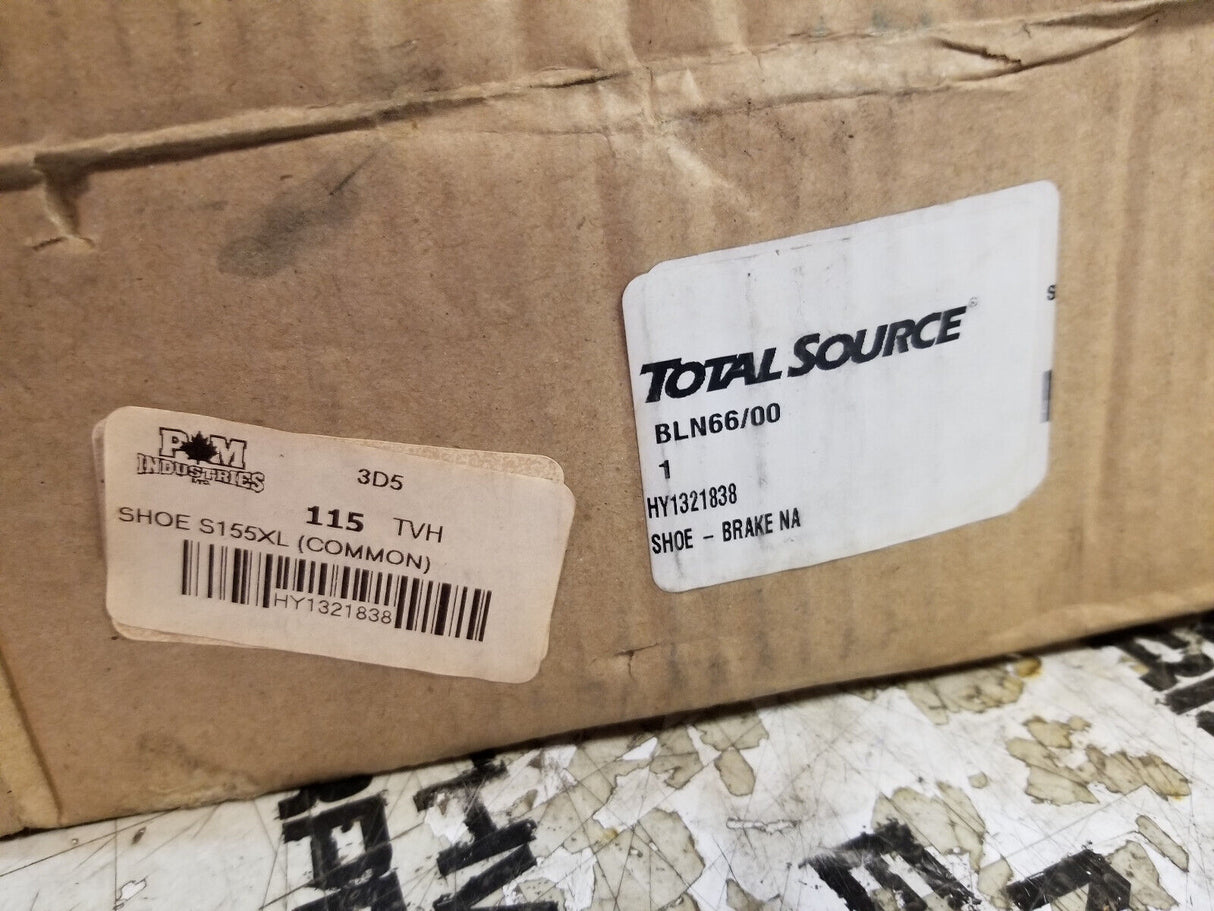 P M
INDUSTRIES
3D5
115 TVH
SHOE S155XL (COMMON)
HY1321838
TOTAL SOURCE®
BLN66/00
1
HY1321838
SHOE - BRAKE NA
S